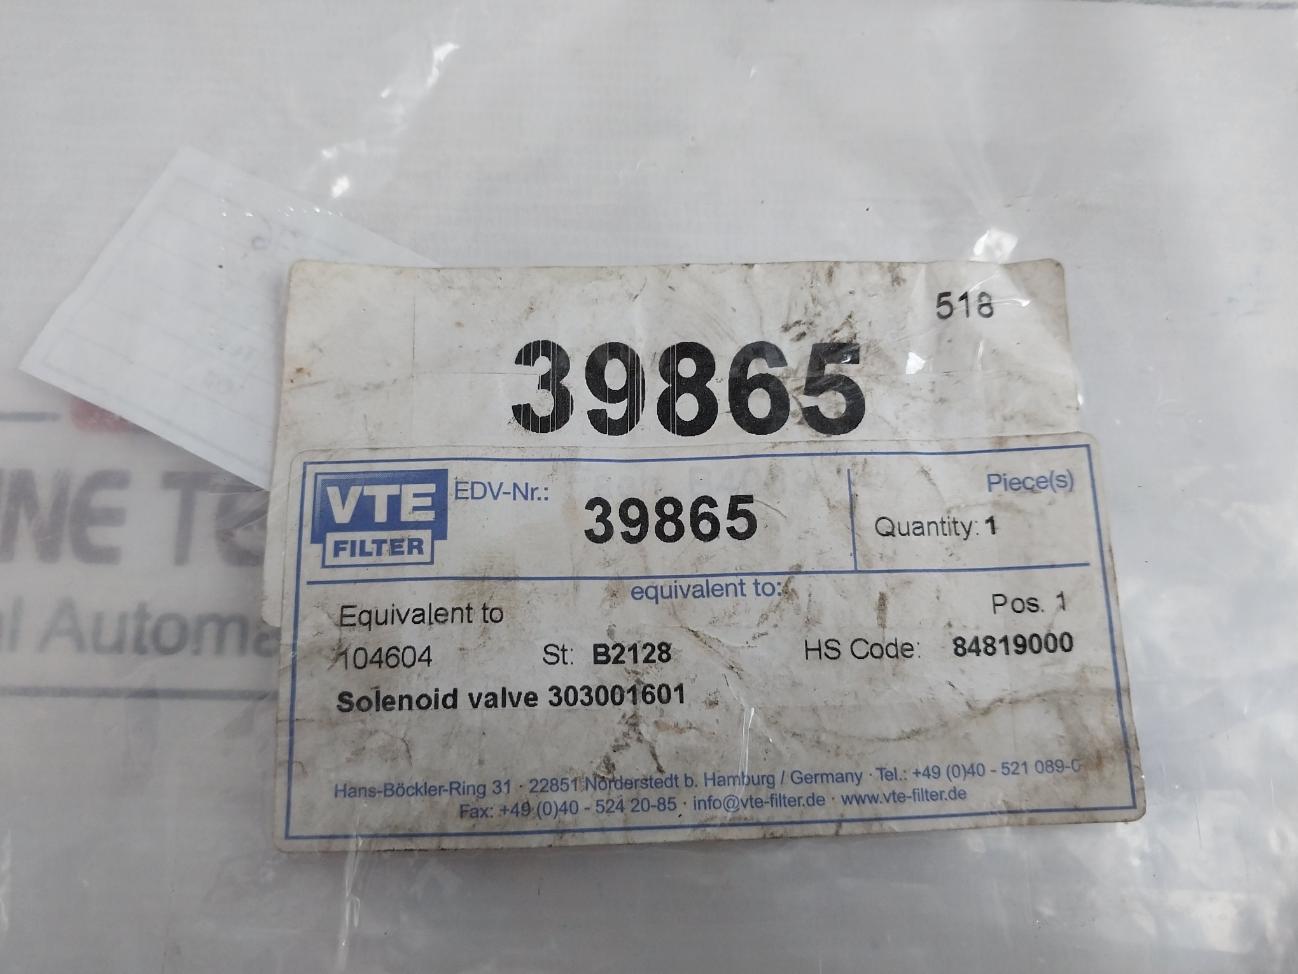 518
39865
VTE
FILTER
EDV-Nr.:
39865
Piece(s)
Quantity: 1
equivalent to:
Equivalent to
Pos. 1
104604 St: B2128 HS Code: 84819000
Solenoid valve 303001601
Hans-Böckler-Ring 31 · 22851 Norderstedt b. Hamburg / Germany · Tel.: +49 (0)40 - 521 089-0
Fax: +49 (0)40 - 524 20-85 · info@vte-filter.de · www.vte-filter.de
NE T
l Automa